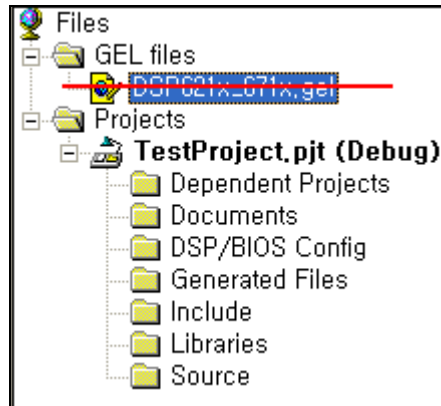 Files
GEL files
DSP621x_671x.gel
Projects
TestProject.pjt (Debug)
Dependent Projects
Documents
DSP/BIOS Config
Generated Files
Include
Libraries
Source